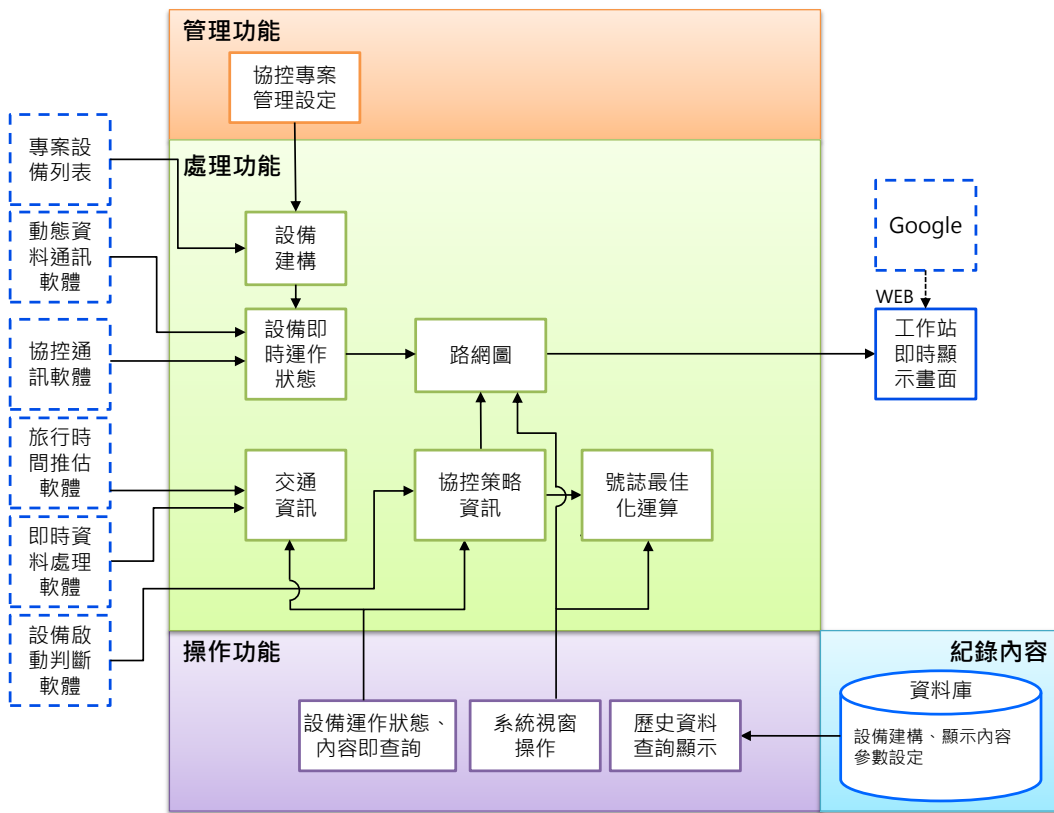 管理功能
協控專案
管理設定
專案設
備列表
處理功能
動態資
料通訊
軟體
設備
建構
Google
WEB
協控通
訊軟體
設備即
時運作
狀態
路網圖
工作站
即時顯
示畫面
旅行時
間推估
軟體
交通
資訊
協控策略
資訊
號誌最佳
化運算
即時資
料處理
軟體
設備啟
動判斷
軟體
操作功能
紀錄內容
設備運作狀態、
內容即查詢
系統視窗
操作
歷史資料
查詢顯示
資料庫
設備建構、顯示內容
參數設定